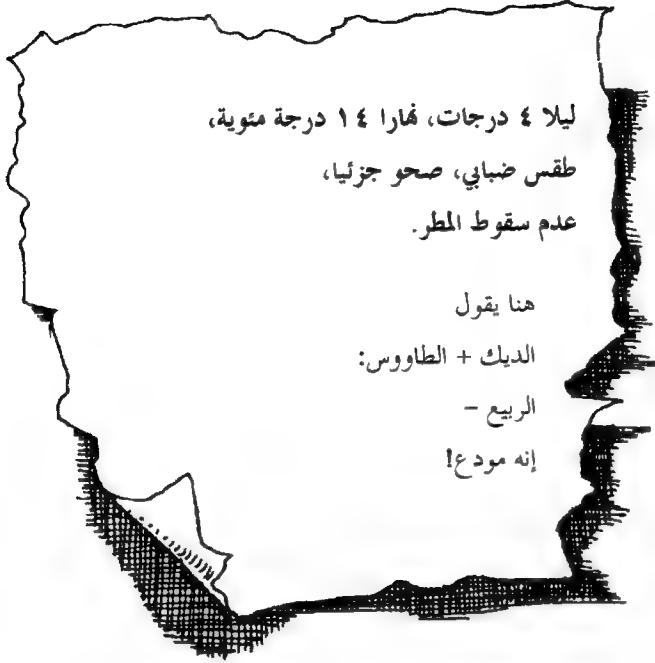 ليلا ٤ درجات، نهارا ١٤ درجة مئوية،
طقس ضبابي، صحو جزئيا،
عدم سقوط المطر.
هنا يقول
الديك + الطاووس:
الربيع –
إنه مودع!